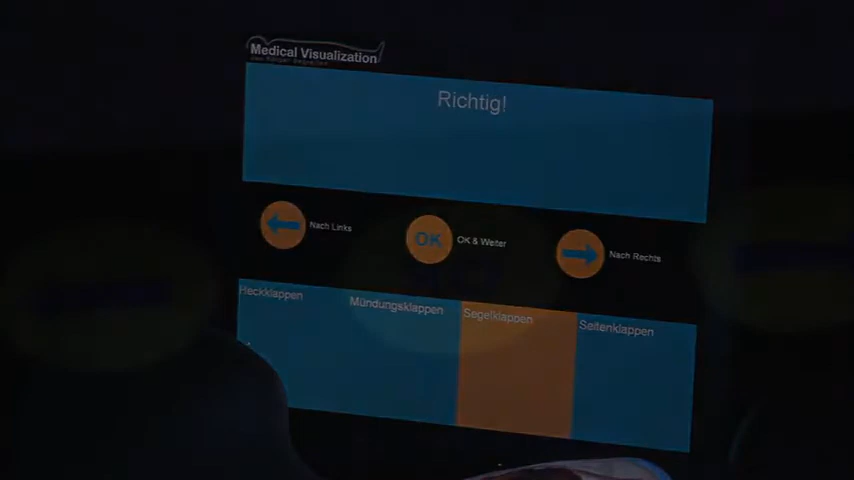 Medical Visualization
Richtig!
Nach Links
OK
OK & Weiter
Nach Rechts
Heckklappen
Mündungsklappen
Segelklappen
Seitenklappen